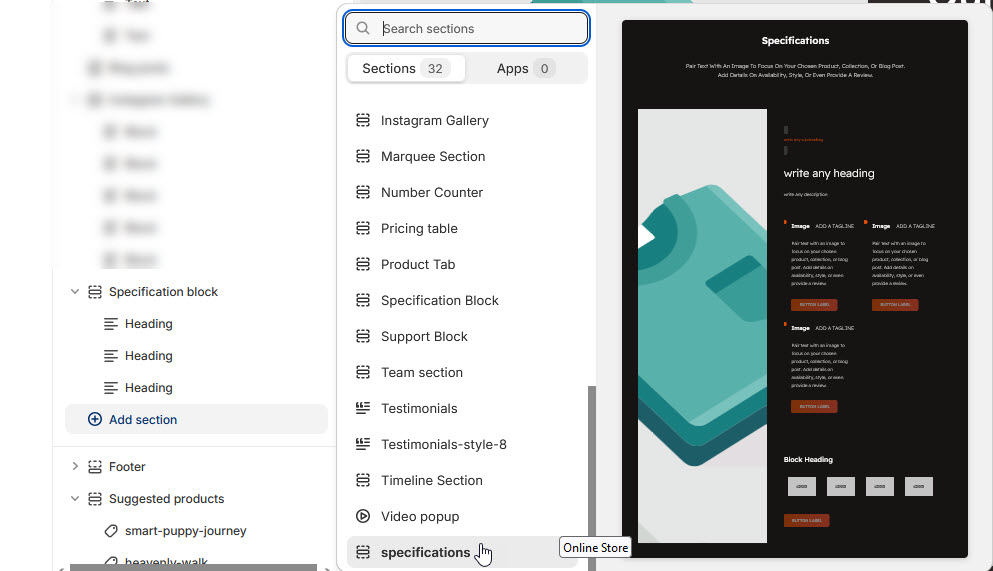 Search sections
Sections 32
Apps 0
Instagram Gallery
Marquee Section
Number Counter
Pricing table
Product Tab
Specification Block
Support Block
Team section
Testimonials
Testimonials-style-8
Timeline Section
Video popup
specifications
Online Store
Specification block
Heading
Heading
Heading
Add section
Footer
Suggested products
smart-puppy-journey
heavenly-walk
Specifications
Pair Text With An Image To Focus On Your Chosen Product, Collection, Or Blog Post.
Add Details On Availability, Style, Or Even Provide A Review.
write any subheading
write any heading
write any description
Image ADD A TAGLINE
Pair text with an image to
focus on your chosen
product, collection, or blog
post. Add details on
availability, style, or even
provide a review.
BUTTON LABEL
Image ADD A TAGLINE
Pair text with an image to
focus on your chosen
product, collection, or blog
post. Add details on
availability, style, or even
provide a review.
BUTTON LABEL
Image ADD A TAGLINE
Pair text with an image to
focus on your chosen
product, collection, or blog
post. Add details on
availability, style, or even
provide a review.
BUTTON LABEL
Block Heading
BUTTON LABEL